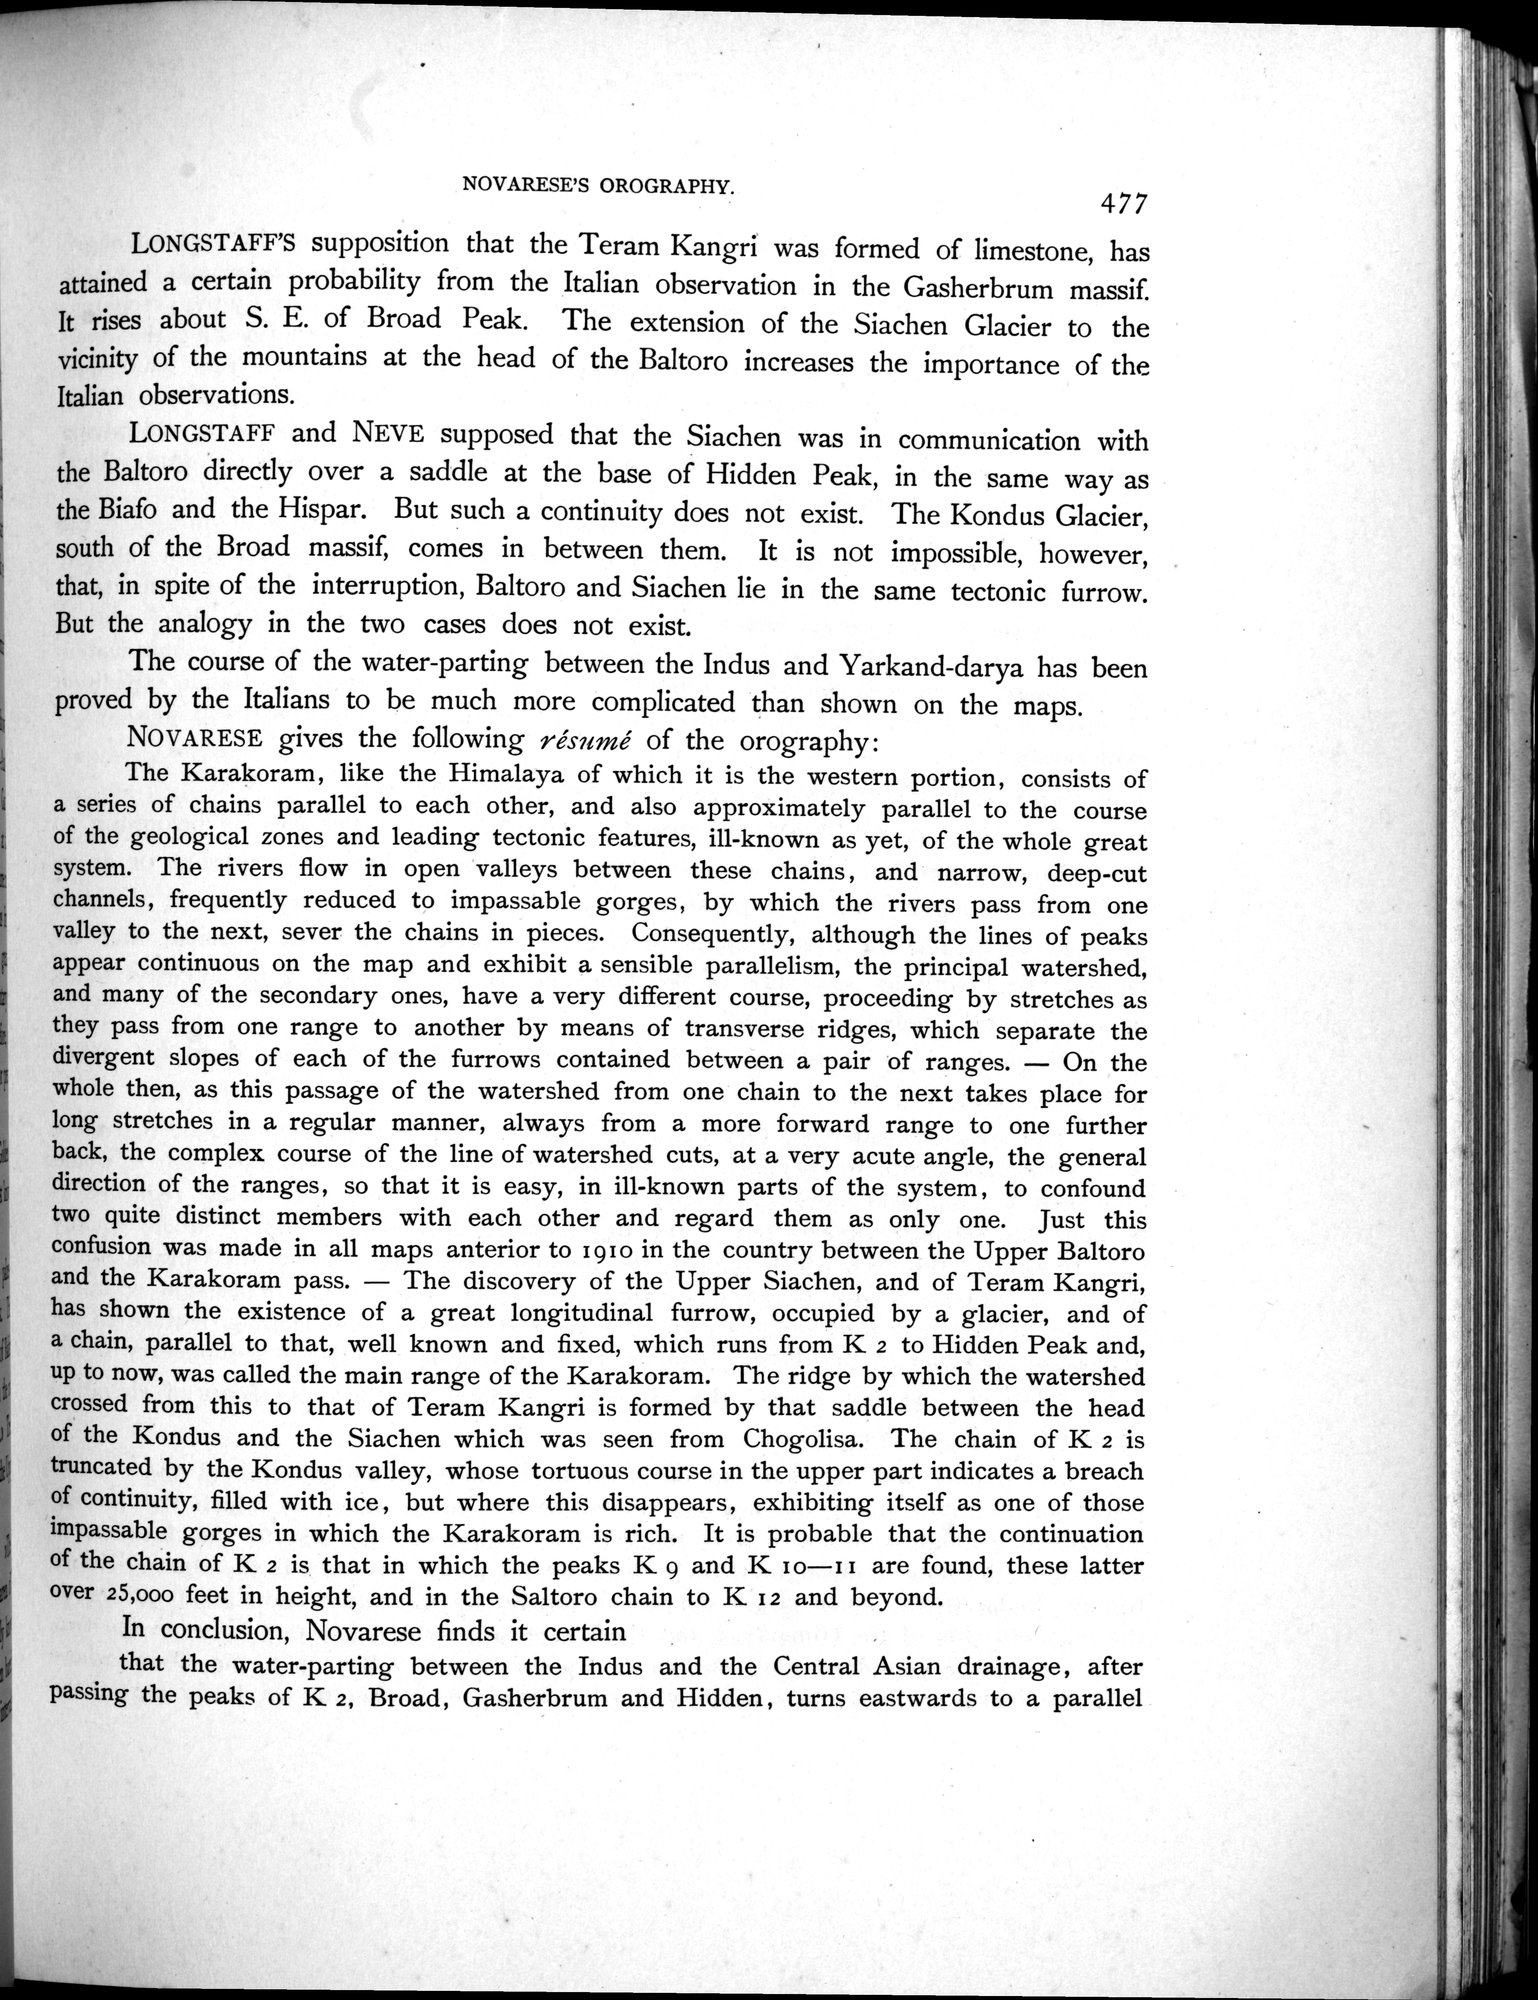 NOVARESE'S OROGRAPHY.
477
LONGSTAFF'S supposition that the Teram Kangri was formed of limestone, has
attained a certain probability from the Italian observation in the Gasherbrum massif.
It rises about S. E. of Broad Peak. The extension of the Siachen Glacier to the
vicinity of the mountains at the head of the Baltoro increases the importance of the
Italian observations.
LONGSTAFF and NEVE supposed that the Siachen was in communication with
the Baltoro directly over a saddle at the base of Hidden Peak, in the same way as
the Biafo and the Hispar. But such a continuity does not exist. The Kondus Glacier,
south of the Broad massif, comes in between them. It is not impossible, however,
that, in spite of the interruption, Baltoro and Siachen lie in the same tectonic furrow.
But the analogy in the two cases does not exist.
The course of the water-parting between the Indus and Yarkand-darya has been
proved by the Italians to be much more complicated than shown on the maps.
NOVARESE gives the following résumé of the orography:
The Karakoram, like the Himalaya of which it is the western portion, consists of
a series of chains parallel to each other, and also approximately parallel to the course
of the geological zones and leading tectonic features, ill-known as yet, of the whole great
system. The rivers flow in open valleys between these chains, and narrow, deep-cut
channels, frequently reduced to impassable gorges, by which the rivers pass from one
valley to the next, sever the chains in pieces. Consequently, although the lines of peaks
appear continuous on the map and exhibit a sensible parallelism, the principal watershed,
and many of the secondary ones, have a very different course, proceeding by stretches as
they pass from one range to another by means of transverse ridges, which separate the
divergent slopes of each of the furrows contained between a pair of ranges. — On the
whole then, as this passage of the watershed from one chain to the next takes place for
long stretches in a regular manner, always from a more forward range to one further
back, the complex course of the line of watershed cuts, at a very acute angle, the general
direction of the ranges, so that it is easy, in ill-known parts of the system, to confound
two quite distinct members with each other and regard them as only one. Just this
confusion was made in all maps anterior to 1910 in the country between the Upper Baltoro
and the Karakoram pass. — The discovery of the Upper Siachen, and of Teram Kangri,
has shown the existence of a great longitudinal furrow, occupied by a glacier, and of
a chain, parallel to that, well known and fixed, which runs from K 2 to Hidden Peak and,
up to now, was called the main range of the Karakoram. The ridge by which the watershed
crossed from this to that of Teram Kangri is formed by that saddle between the head
of the Kondus and the Siachen which was seen from Chogolisa. The chain of K 2 is
truncated by the Kondus valley, whose tortuous course in the upper part indicates a breach
of continuity, filled with ice, but where this disappears, exhibiting itself as one of those
impassable gorges in which the Karakoram is rich. It is probable that the continuation
of the chain of K 2 is that in which the peaks K 9 and K 10—11 are found, these latter
over 25,000 feet in height, and in the Saltoro chain to K 12 and beyond.
In conclusion, Novarese finds it certain
that the water-parting between the Indus and the Central Asian drainage, after
passing the peaks of K 2, Broad, Gasherbrum and Hidden, turns eastwards to a parallel